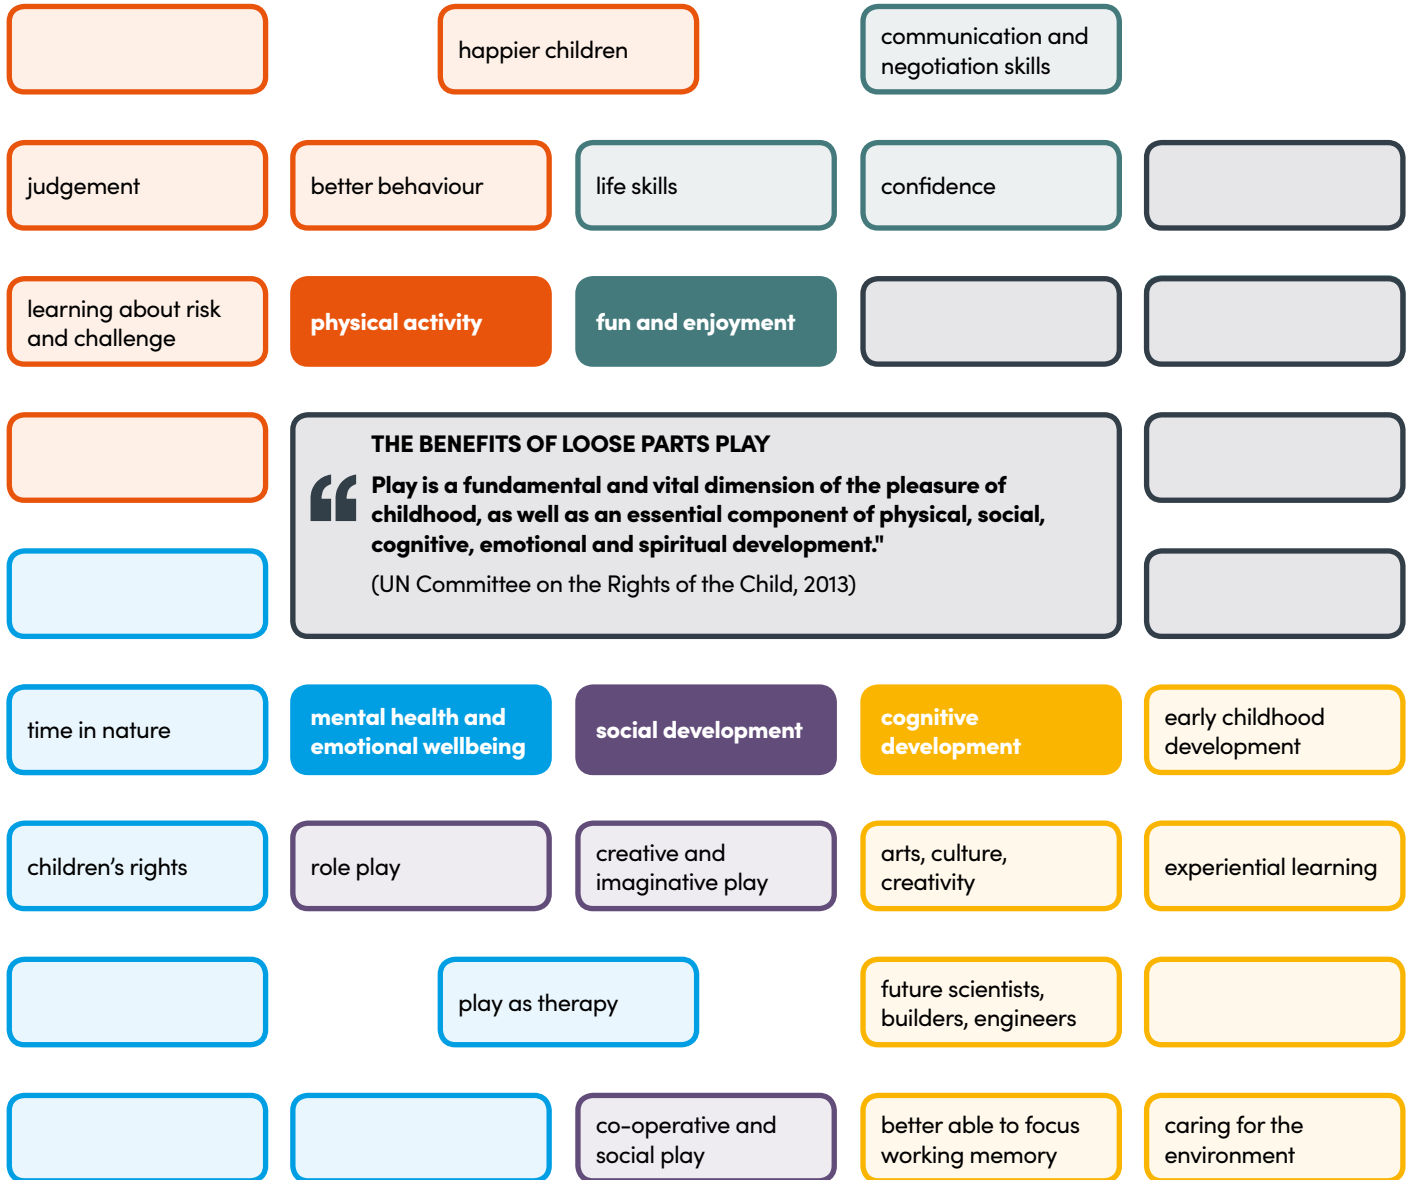 happier children
communication and
negotiation skills
judgement
better behaviour
life skills
confidence
learning about risk
and challenge
physical activity
fun and enjoyment
THE BENEFITS OF LOOSE PARTS PLAY
“
Play is a fundamental and vital dimension of the pleasure of
childhood, as well as an essential component of physical, social,
cognitive, emotional and spiritual development."
(UN Committee on the Rights of the Child, 2013)
time in nature
mental health and
emotional wellbeing
social development
cognitive
development
early childhood
development
children’s rights
role play
creative and
imaginative play
arts, culture,
creativity
experiential learning
play as therapy
future scientists,
builders, engineers
co-operative and
social play
better able to focus
working memory
caring for the
environment